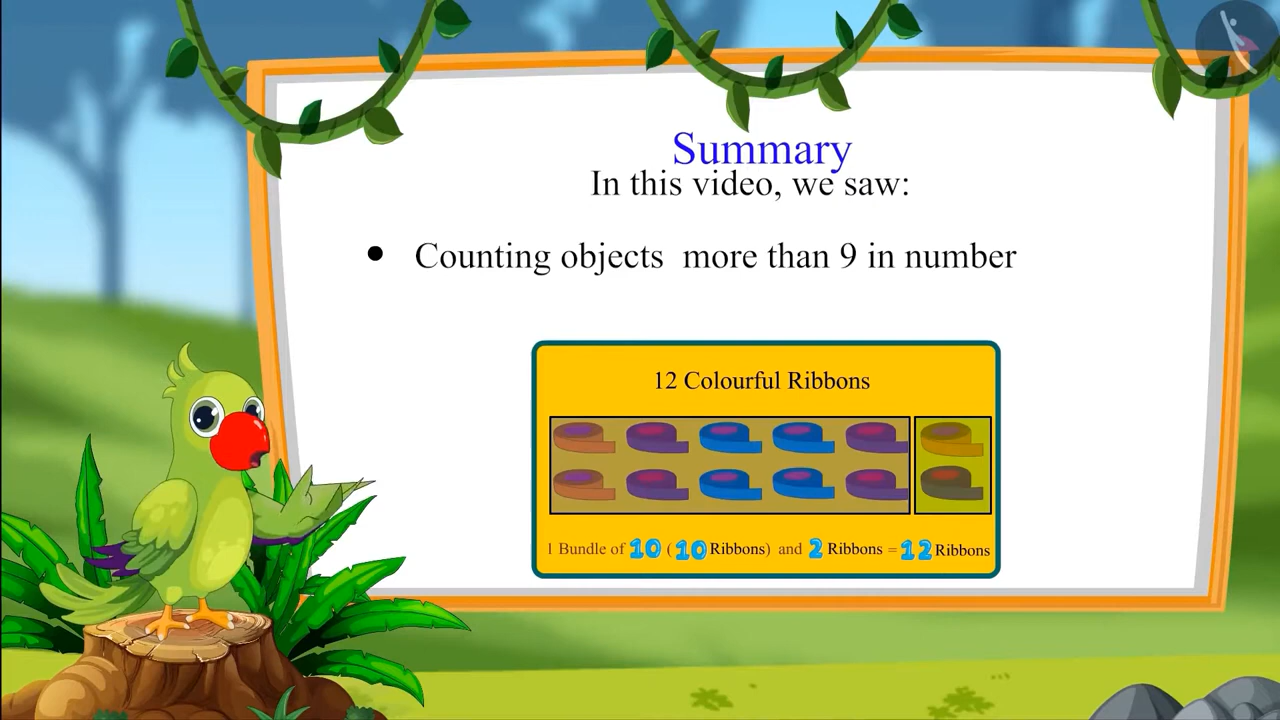 Summary
In this video, we saw:
● Counting objects more than 9 in number
12 Colourful Ribbons
1 Bundle of 10 (10 Ribbons) and 2 Ribbons = 12 Ribbons